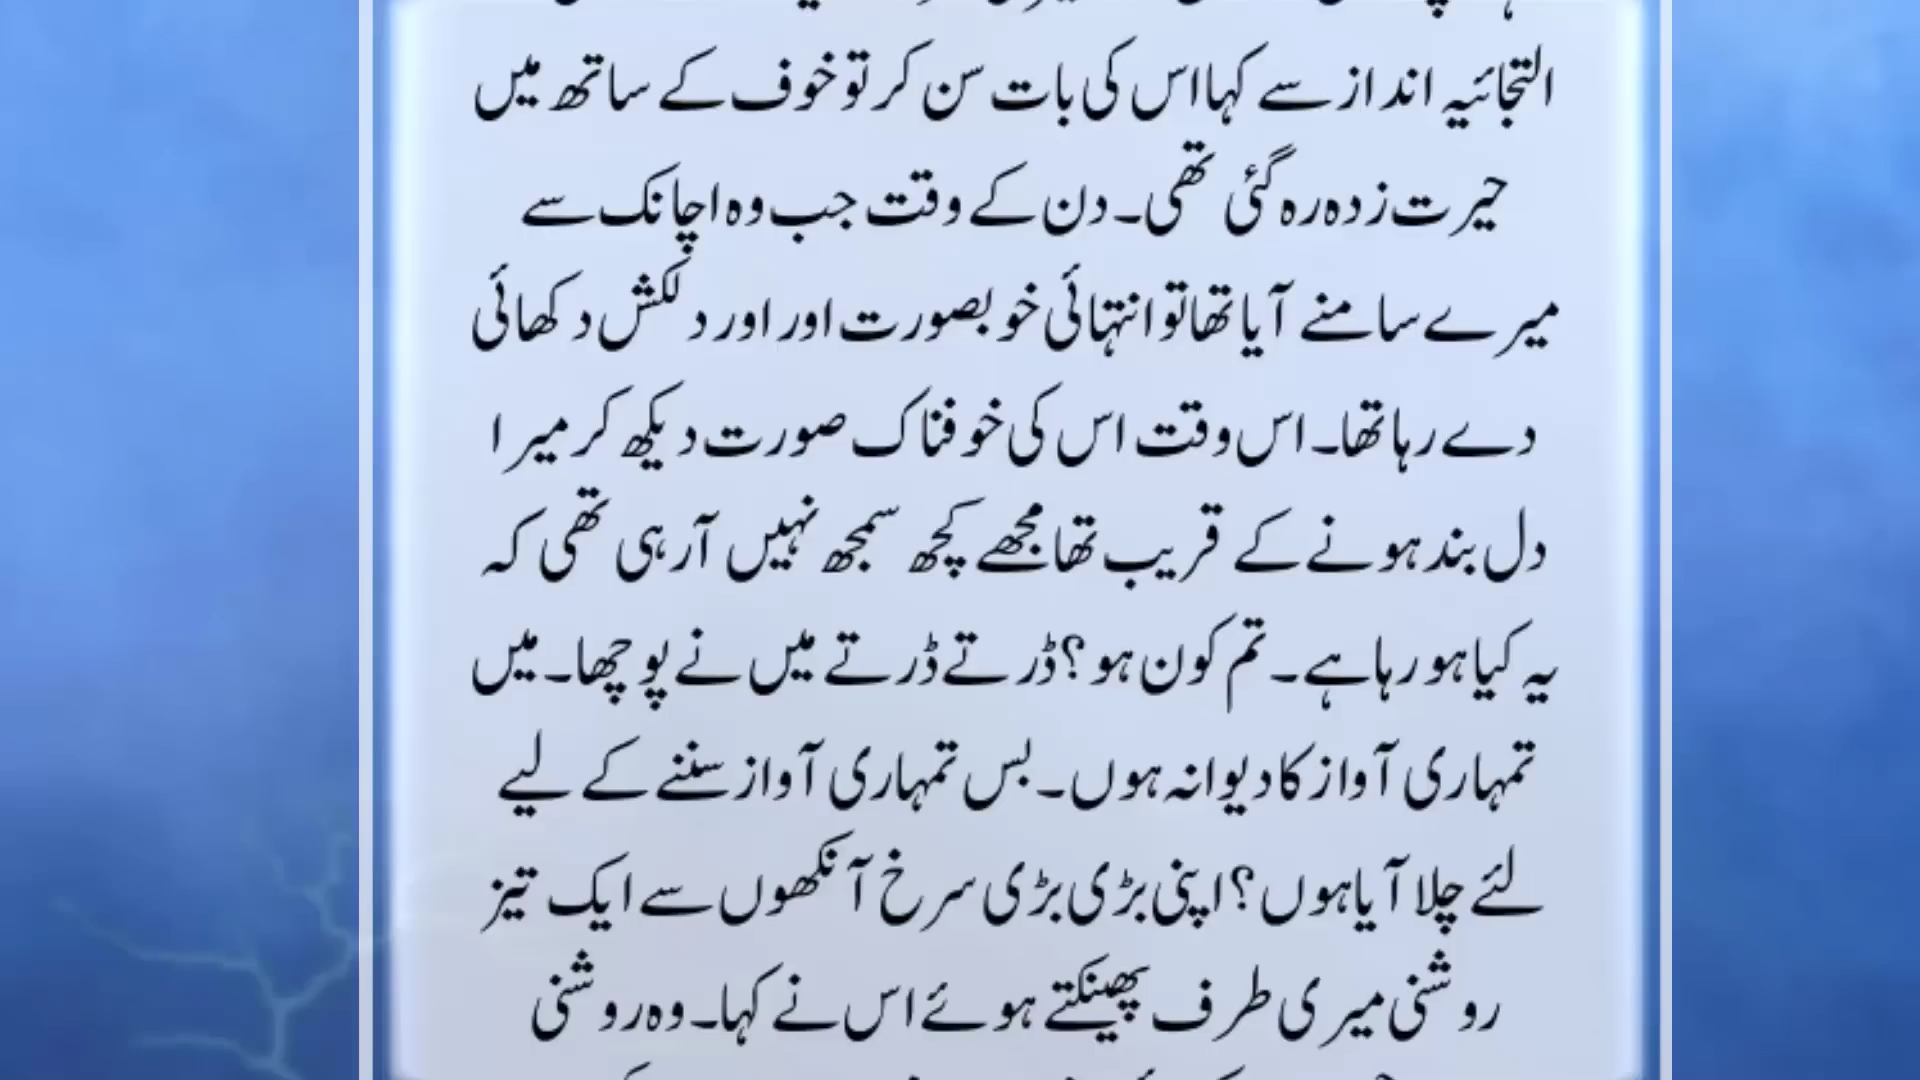 التجائیہ انداز سے کہا اس کی بات سن کر تو خوف کے ساتھ میں
حیرت زدہ رہ گئی تھی۔ دن کے وقت جب وہ اچانک سے
میرے سامنے آیا تھا تو انتہائی خوبصورت اور اور دلکش دکھائی
دے رہا تھا۔ اس وقت اس کی خوفناک صورت دیکھ کر میرا
دل بند ہونے کے قریب تھا مجھے کچھ سمجھ نہیں آرہی تھی کہ
یہ کیا ہو رہا ہے۔ تم کون ہو؟ ڈرتے ڈرتے میں نے پوچھا۔ میں
تمہاری آواز کا دیوانہ ہوں۔ بس تمہاری آواز سننے کے لیے
لئے چلا آیا ہوں؟ اپنی بڑی بڑی سرخ آنکھوں سے ایک تیز
روشنی میری طرف پھینکتے ہوئے اس نے کہا۔ وہ روشنی